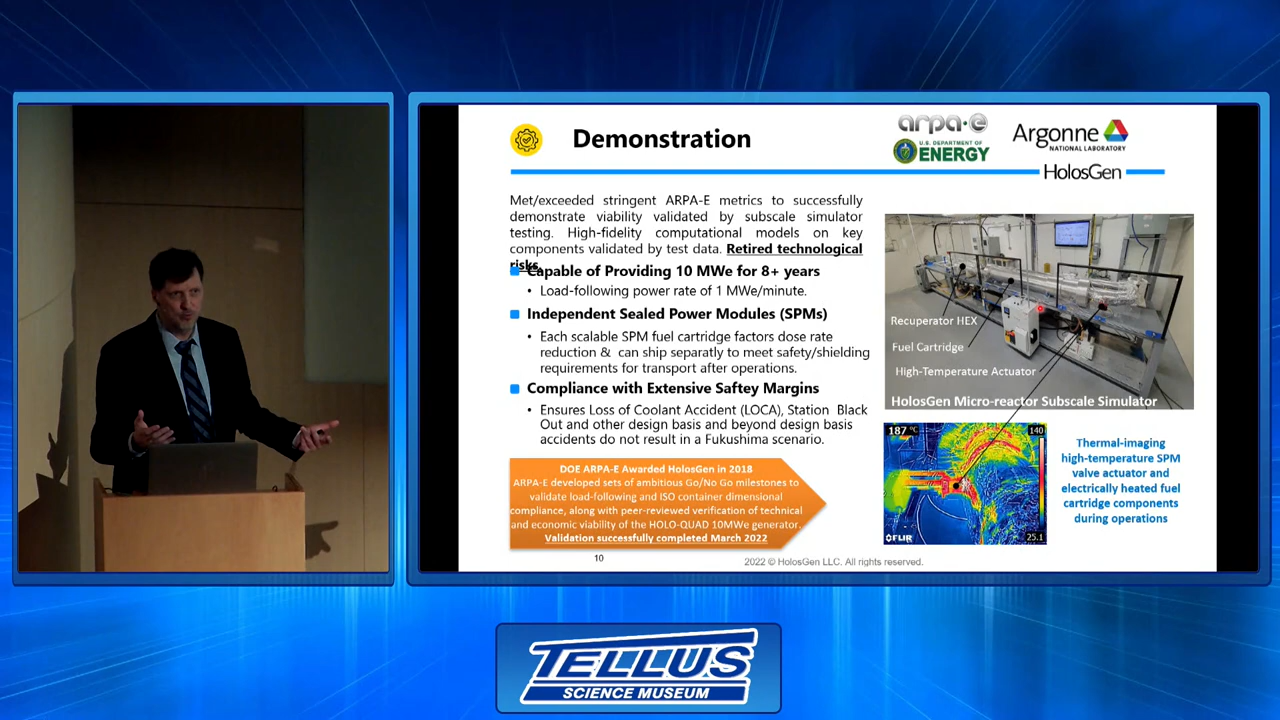 Demonstration
arpa·e
U.S. DEPARTMENT OF
ENERGY
Argonne
NATIONAL LABORATORY
HolosGen
Met/exceeded stringent ARPA-E metrics to successfully
demonstrate viability validated by subscale simulator
testing. High-fidelity computational models on key
components validated by test data. Retired technological
risks.
Capable of Providing 10 MWe for 8+ years
• Load-following power rate of 1 MWe/minute.
Independent Sealed Power Modules (SPMs)
• Each scalable SPM fuel cartridge factors dose rate
reduction & can ship separatly to meet safety/shielding
requirements for transport after operations.
Compliance with Extensive Saftey Margins
• Ensures Loss of Coolant Accident (LOCA), Station Black
Out and other design basis and beyond design basis
accidents do not result in a Fukushima scenario.
DOE ARPA-E Awarded HolosGen in 2018
ARPA-E developed sets of ambitious Go/No Go milestones to
validate load-following and ISO container dimensional
compliance, along with peer-reviewed verification of technical
and economic viability of the HOLO-QUAD 10MWe generator.
Validation successfully completed March 2022
Recuperator HEX
Fuel Cartridge
High-Temperature Actuator
HolosGen Micro-reactor Subscale Simulator
187 °C
140
25.1
FLIR
Thermal-imaging
high-temperature SPM
valve actuator and
electrically heated fuel
cartridge components
during operations
10
2022 © HolosGen LLC. All rights reserved.
TELLUS
SCIENCE MUSEUM